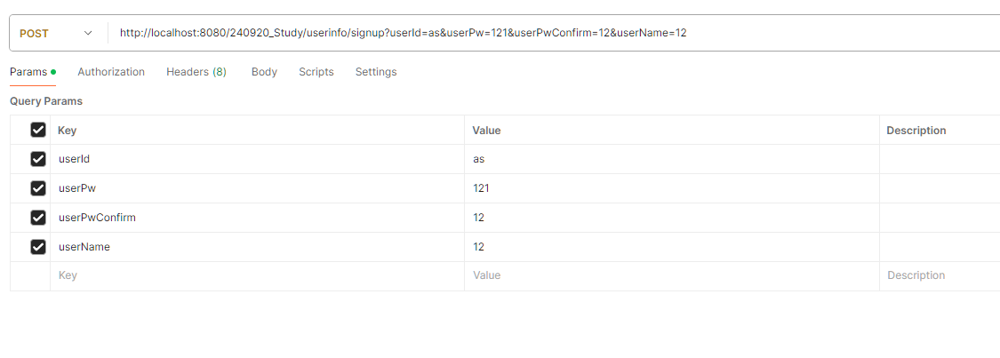 POST http://localhost:8080/240920_Study/userinfo/signup?userId=as&userPw=121&userPwConfirm=12&userName=12
Params Authorization Headers (8) Body Scripts Settings
Query Params
Key Value Description
userId as
userPw 121
userPwConfirm 12
userName 12
Key Value Description